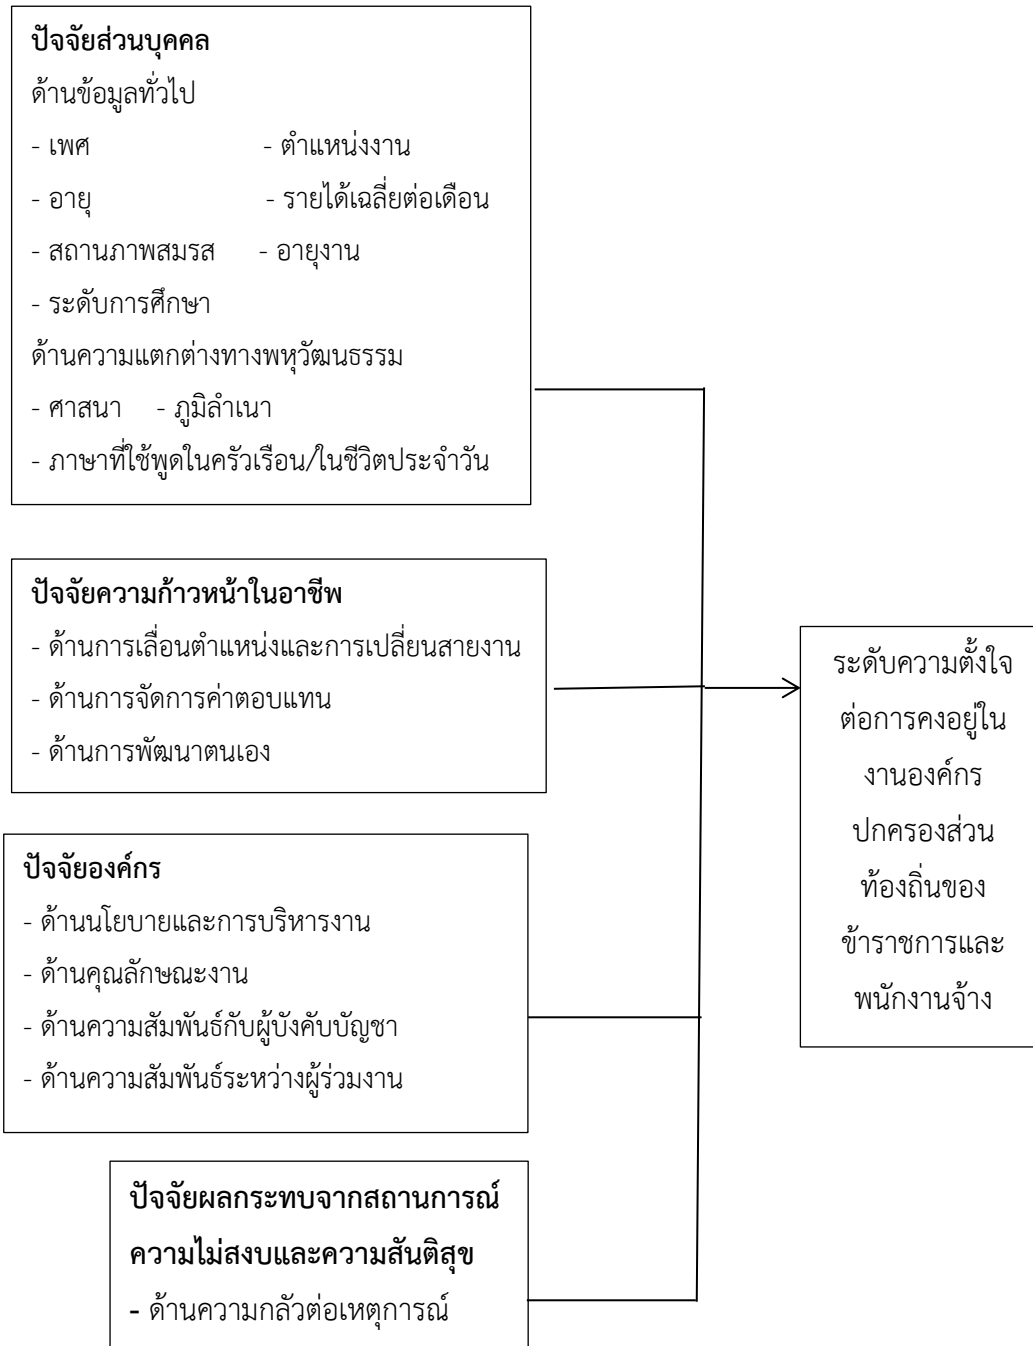 ปัจจัยส่วนบุคคล
ด้านข้อมูลทั่วไป
- เพศ - ตำแหน่งงาน
- อายุ - รายได้เฉลี่ยต่อเดือน
- สถานภาพสมรส - อายุงาน
- ระดับการศึกษา
ด้านความแตกต่างทางพหุวัฒนธรรม
- ศาสนา - ภูมิลำเนา
- ภาษาที่ใช้พูดในครัวเรือน/ในชีวิตประจำวัน
ปัจจัยความก้าวหน้าในอาชีพ
- ด้านการเลื่อนตำแหน่งและการเปลี่ยนสายงาน
- ด้านการจัดการค่าตอบแทน
- ด้านการพัฒนาตนเอง
ปัจจัยองค์กร
- ด้านนโยบายและการบริหารงาน
- ด้านคุณลักษณะงาน
- ด้านความสัมพันธ์กับผู้บังคับบัญชา
- ด้านความสัมพันธ์ระหว่างผู้ร่วมงาน
ปัจจัยผลกระทบจากสถานการณ์
ความไม่สงบและความสันติสุข
- ด้านความกลัวต่อเหตุการณ์
ระดับความตั้งใจ
ต่อการคงอยู่ใน
งานองค์กร
ปกครองส่วน
ท้องถิ่นของ
ข้าราชการและ
พนักงานจ้าง